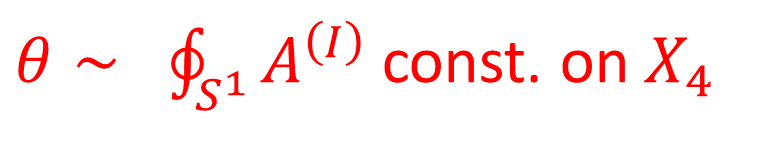 θ ~ ∮_{S^1} A^{(I)} const. on X_4